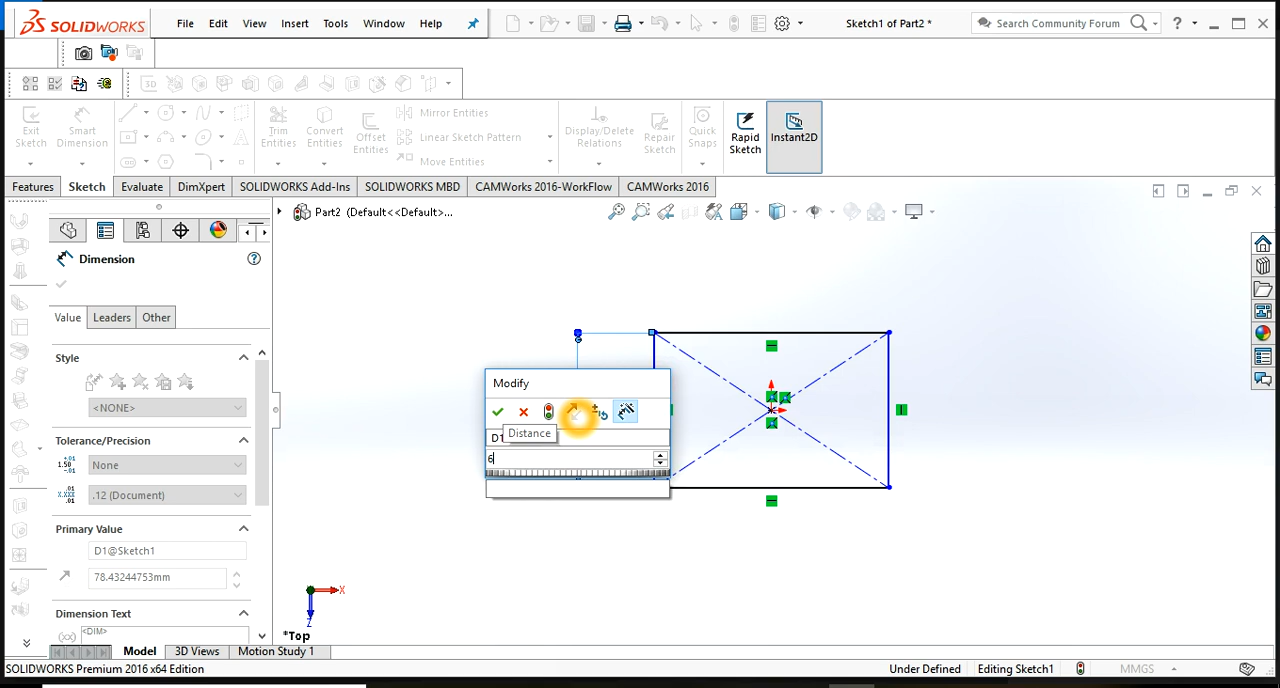 SOLIDWORKS File Edit View Insert Tools Window Help Sketch1 of Part2 * Search Community Forum ?
3D
Exit Sketch
Smart Dimension
Trim Entities
Convert Entities
Offset Entities
Mirror Entities
Linear Sketch Pattern
Move Entities
Display/Delete Relations
Repair Sketch
Quick Snaps
Rapid Sketch
Instant2D
Features Sketch Evaluate DimXpert SOLIDWORKS Add-Ins SOLIDWORKS MBD CAMWorks 2016-WorkFlow CAMWorks 2016
Part2 (Default<<Default>...
Dimension
Value Leaders Other
Style
<NONE>
Tolerance/Precision
None
.12 (Document)
Primary Value
D1@Sketch1
78.43244753mm
Dimension Text
<DIM>
Modify
Distance
D1
6
X
Z
*Top
Model 3D Views Motion Study 1
SOLIDWORKS Premium 2016 x64 Edition Under Defined Editing Sketch1 MMGS